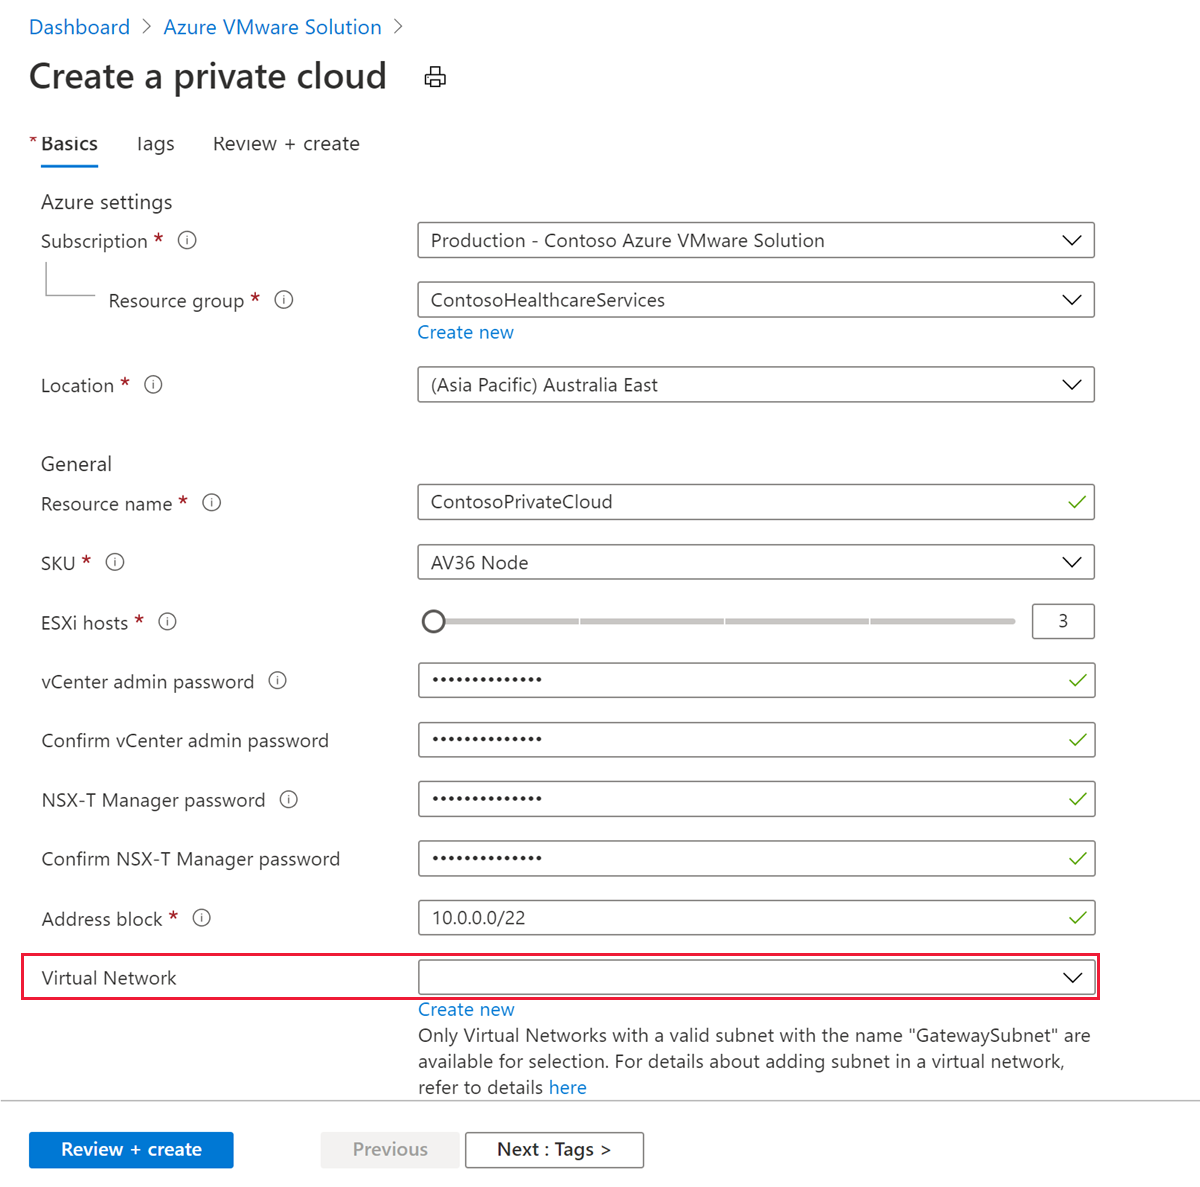 Dashboard > Azure VMware Solution >
Create a private cloud
* Basics Tags Review + create
Azure settings
Subscription * Production - Contoso Azure VMware Solution
Resource group * ContosoHealthcareServices
Create new
Location * (Asia Pacific) Australia East
General
Resource name * ContosoPrivateCloud
SKU * AV36 Node
ESXi hosts * 3
vCenter admin password ••••••••••••••
Confirm vCenter admin password ••••••••••••••
NSX-T Manager password ••••••••••••••
Confirm NSX-T Manager password ••••••••••••••
Address block * 10.0.0.0/22
Virtual Network
Create new
Only Virtual Networks with a valid subnet with the name "GatewaySubnet" are
available for selection. For details about adding subnet in a virtual network,
refer to details here
Review + create Previous Next : Tags >